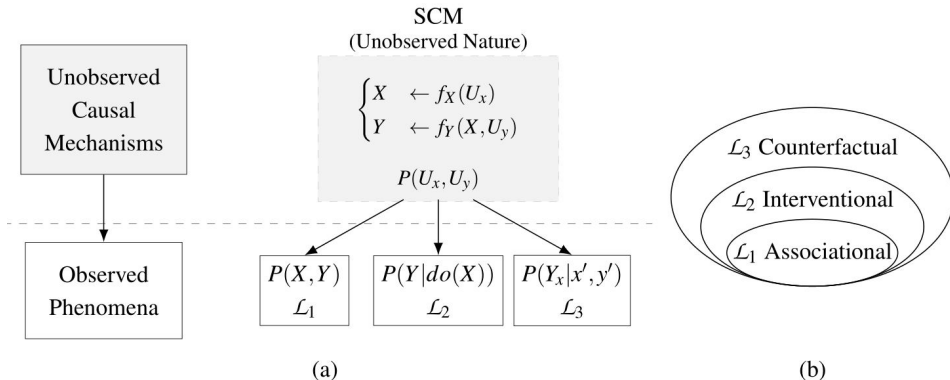 SCM
(Unobserved Nature)
Unobserved
Causal
Mechanisms
X ← f_X(U_x)
Y ← f_Y(X, U_y)
P(U_x, U_y)
Observed
Phenomena
P(X,Y)
ℒ₁
P(Y|do(X))
ℒ₂
P(Y_x|x′, y′)
ℒ₃
(a)
ℒ₃ Counterfactual
ℒ₂ Interventional
ℒ₁ Associational
(b)